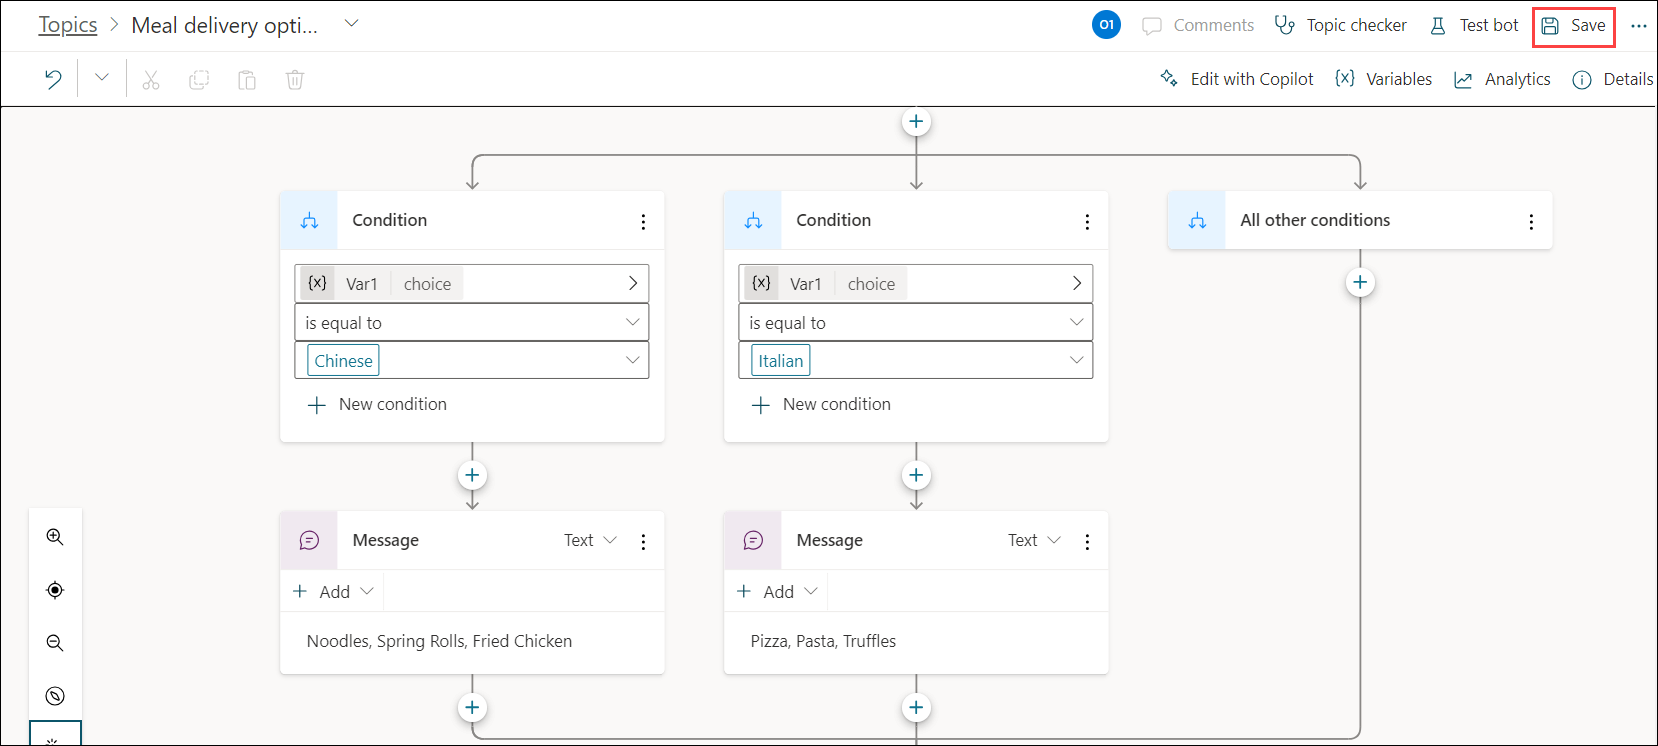 Topics > Meal delivery opti...
O1 Comments Topic checker Test bot Save ...
Edit with Copilot {x} Variables Analytics Details
Condition
Condition
All other conditions
{x} Var1 choice
{x} Var1 choice
is equal to
is equal to
Chinese
Italian
+ New condition
+ New condition
Message Text
Message Text
+ Add
+ Add
Noodles, Spring Rolls, Fried Chicken
Pizza, Pasta, Truffles